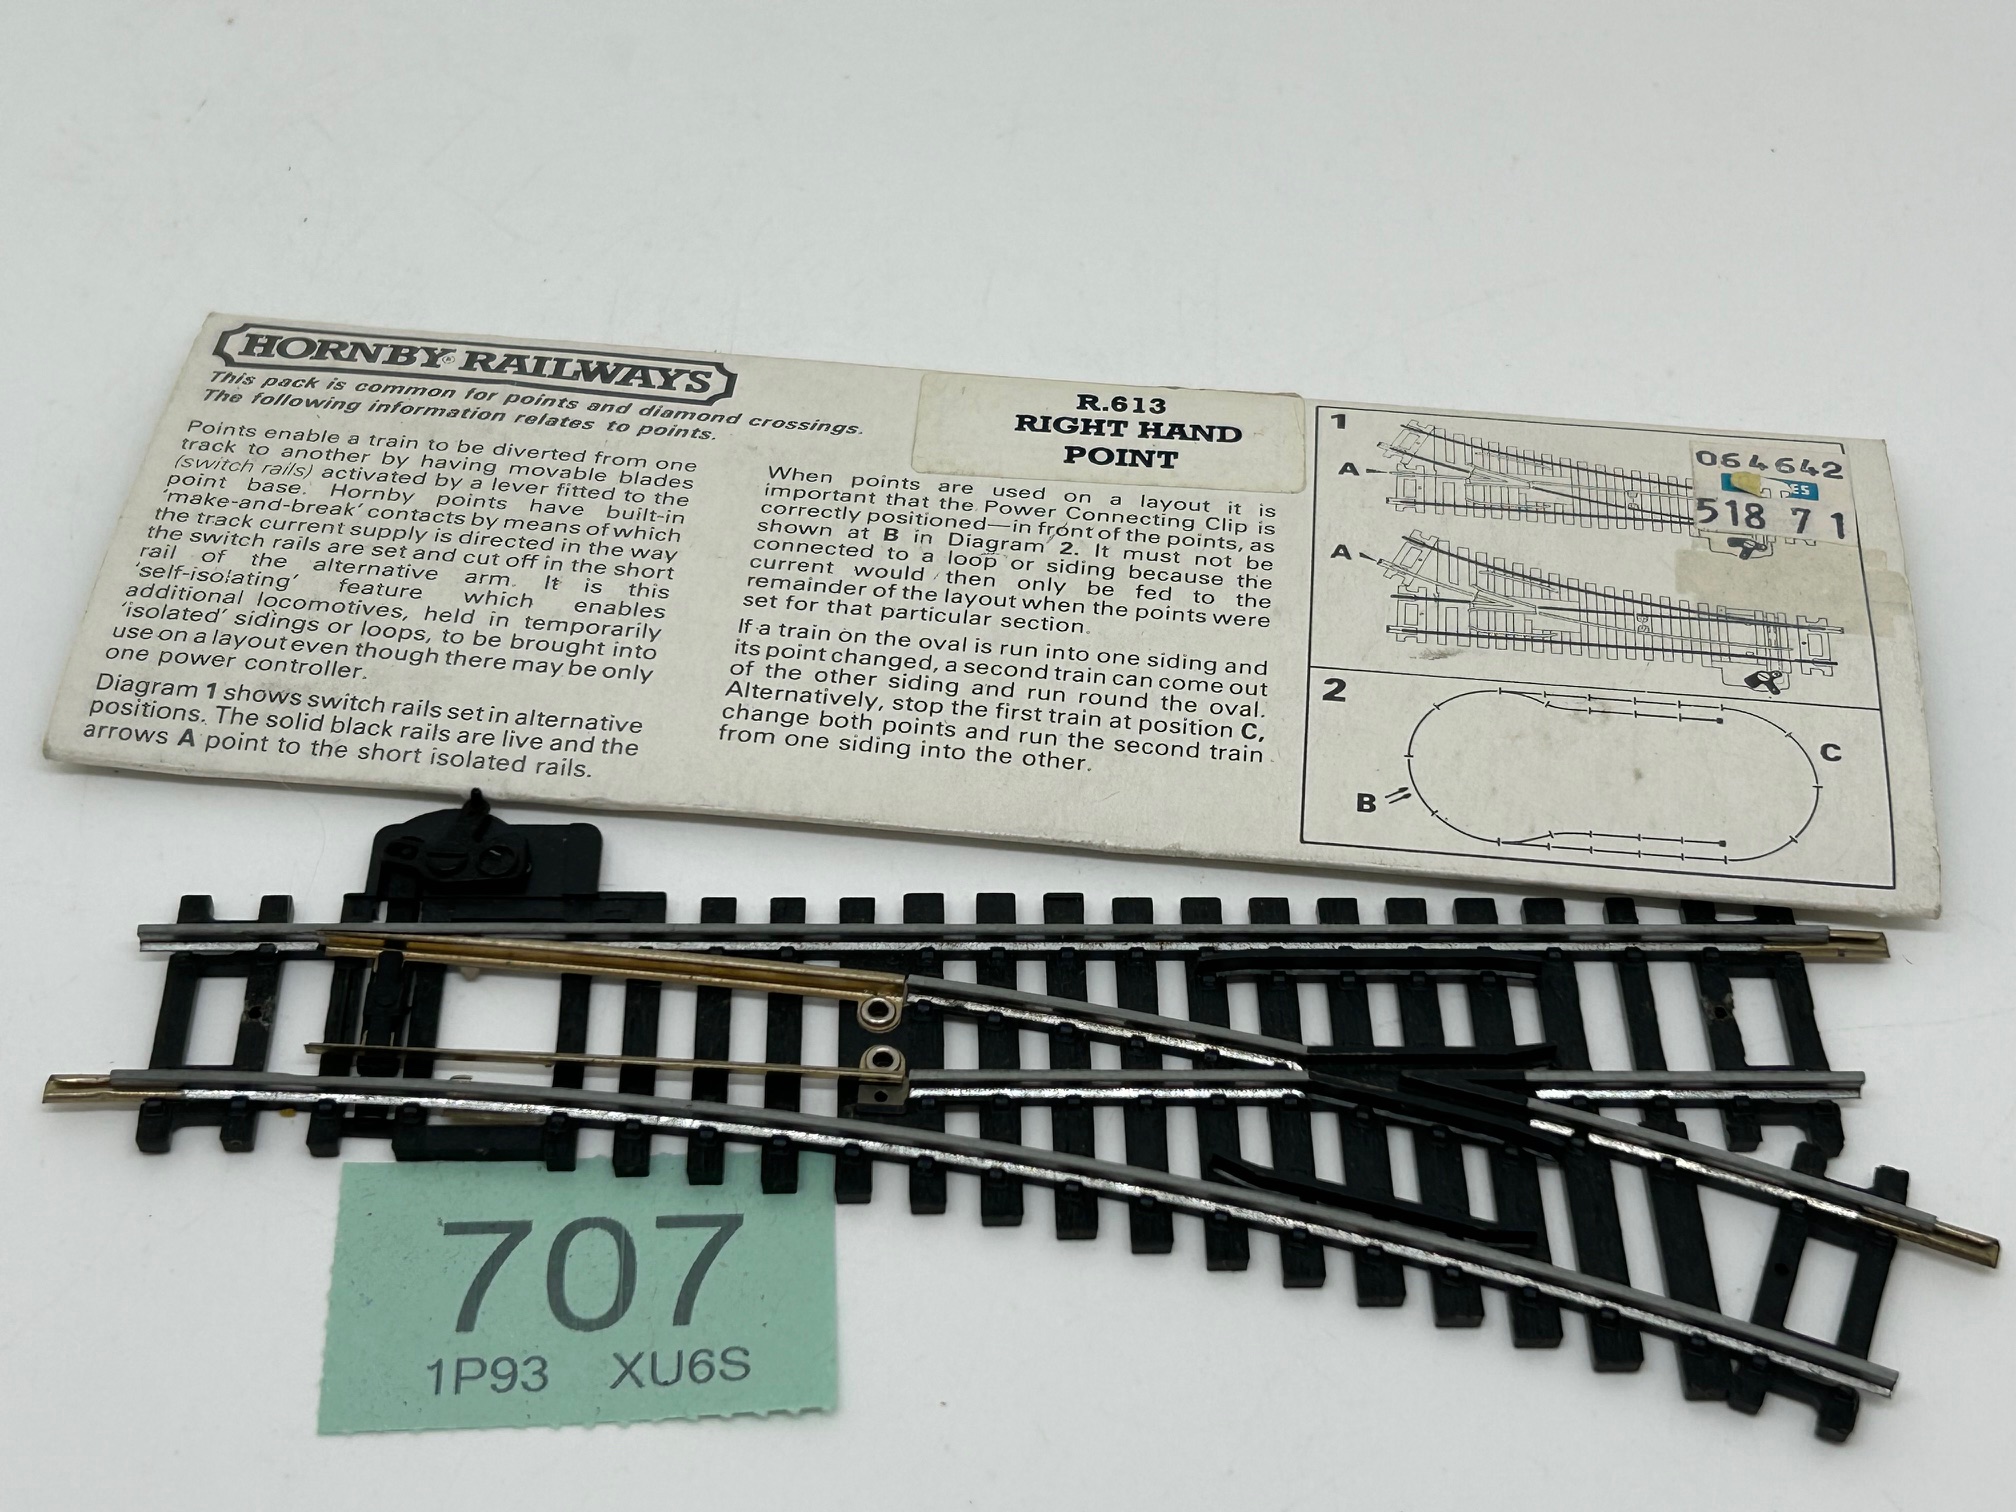 HORNBY® RAILWAYS
This pack is common for points and diamond crossings.
The following information relates to points.
Points enable a train to be diverted from one
track to another by having movable blades
(switch rails) activated by a lever fitted to the
point base. Hornby points have built-in
'make-and-break' contacts by means of which
the track current supply is directed in the way
the switch rails are set and cut off in the short
rail of the alternative arm. It is this
'self-isolating' feature which enables
additional locomotives, held in temporarily
'isolated' sidings or loops, to be brought into
use on a layout even though there may be only
one power controller.
Diagram 1 shows switch rails set in alternative
positions. The solid black rails are live and the
arrows A point to the short isolated rails.
R.613
RIGHT HAND
POINT
When points are used on a layout it is
important that the Power Connecting Clip is
correctly positioned—in front of the points, as
shown at B in Diagram 2. It must not be
connected to a loop or siding because the
current would then only be fed to the
remainder of the layout when the points were
set for that particular section.
If a train on the oval is run into one siding and
its point changed, a second train can come out
of the other siding and run round the oval.
Alternatively, stop the first train at position C,
change both points and run the second train
from one siding into the other.
1
A
A
064642
518 71
2
B
C
707
1P93 XU6S